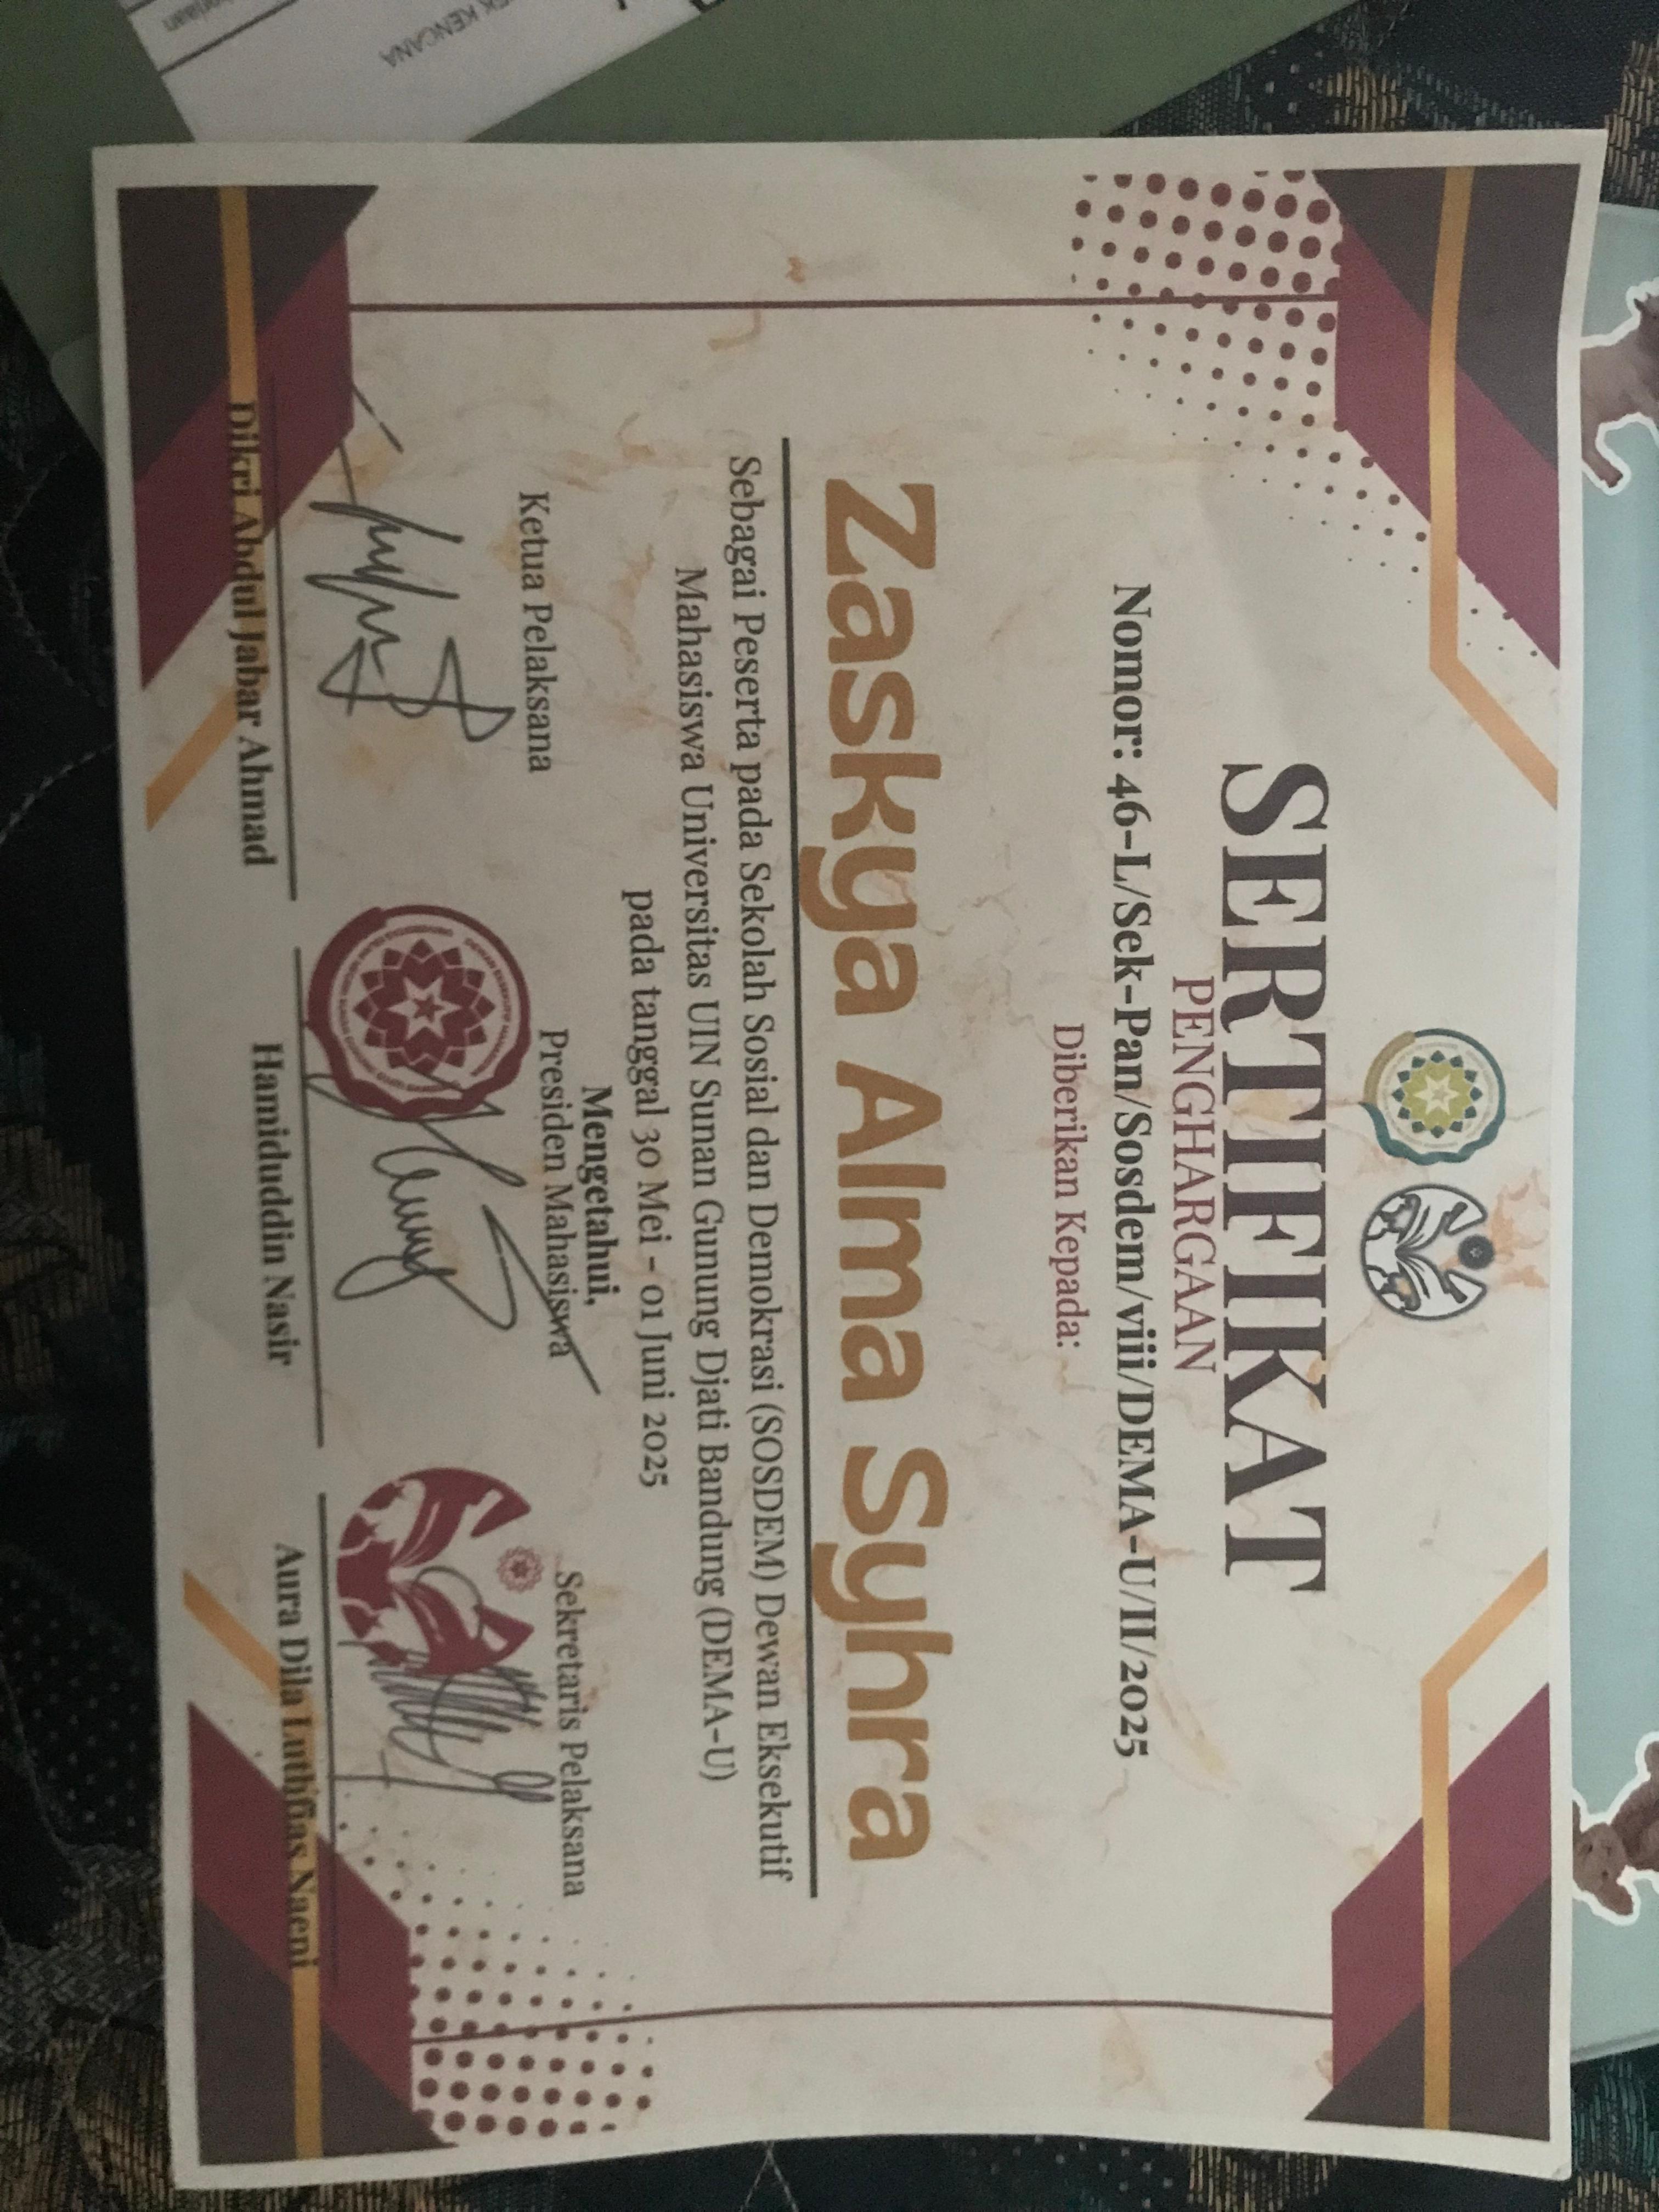 SERTIFIKAT
PENGHARGAAN
Nomor: 46-L/Sek-Pan/Sosdem/viii/DEMA-U/II/2025
Diberikan Kepada:
Zaskya Alma Syhra
Sebagai Peserta pada Sekolah Sosial dan Demokrasi (SOSDEM) Dewan Eksekutif
Mahasiswa Universitas UIN Sunan Gunung Djati Bandung (DEMA-U)
pada tanggal 30 Mei - 01 Juni 2025
Mengetahui,
Ketua Pelaksana
Presiden Mahasiswa
Sekretaris Pelaksana
Dikri Abdul Jabar Ahmad
Hamiduddin Nasir
Aura Dila Luthfias Naeni
EK KENCANA